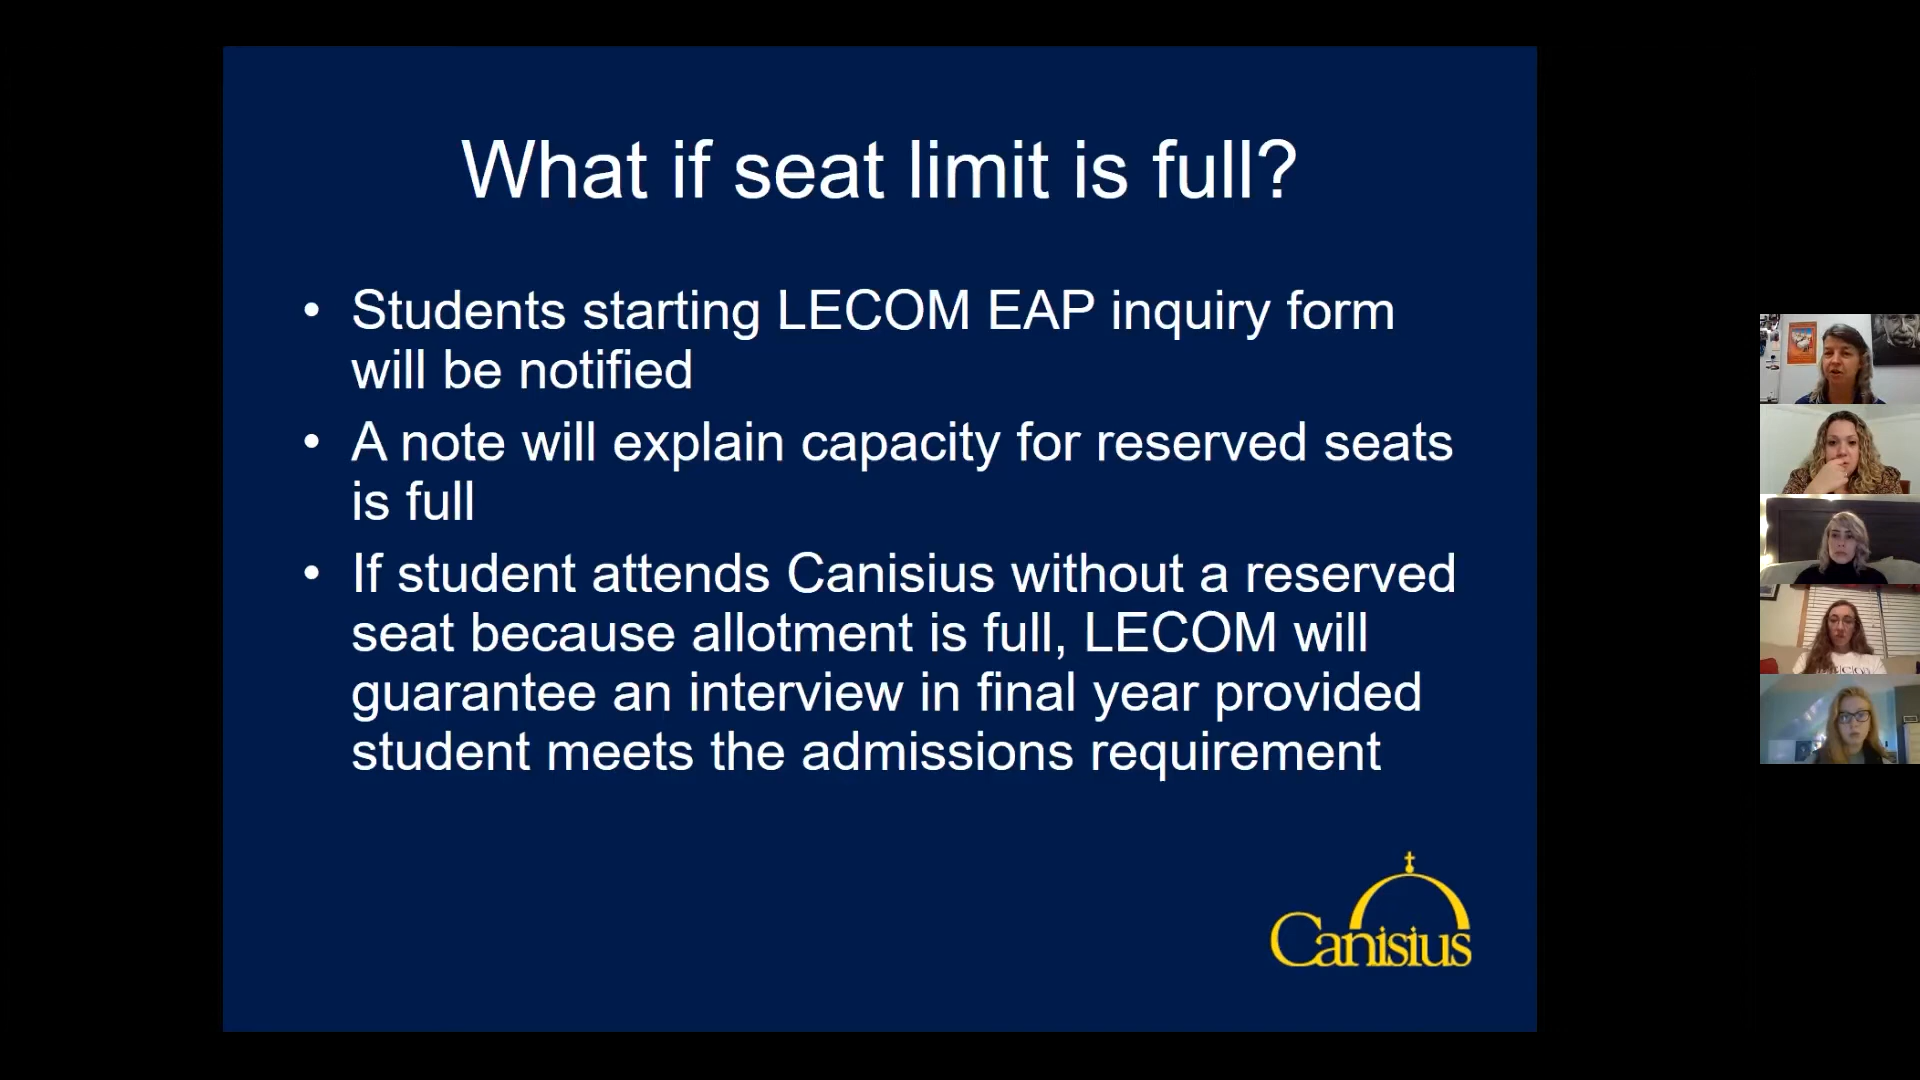 What if seat limit is full?
• Students starting LECOM EAP inquiry form
will be notified
• A note will explain capacity for reserved seats
is full
• If student attends Canisius without a reserved
seat because allotment is full, LECOM will
guarantee an interview in final year provided
student meets the admissions requirement
Canisius